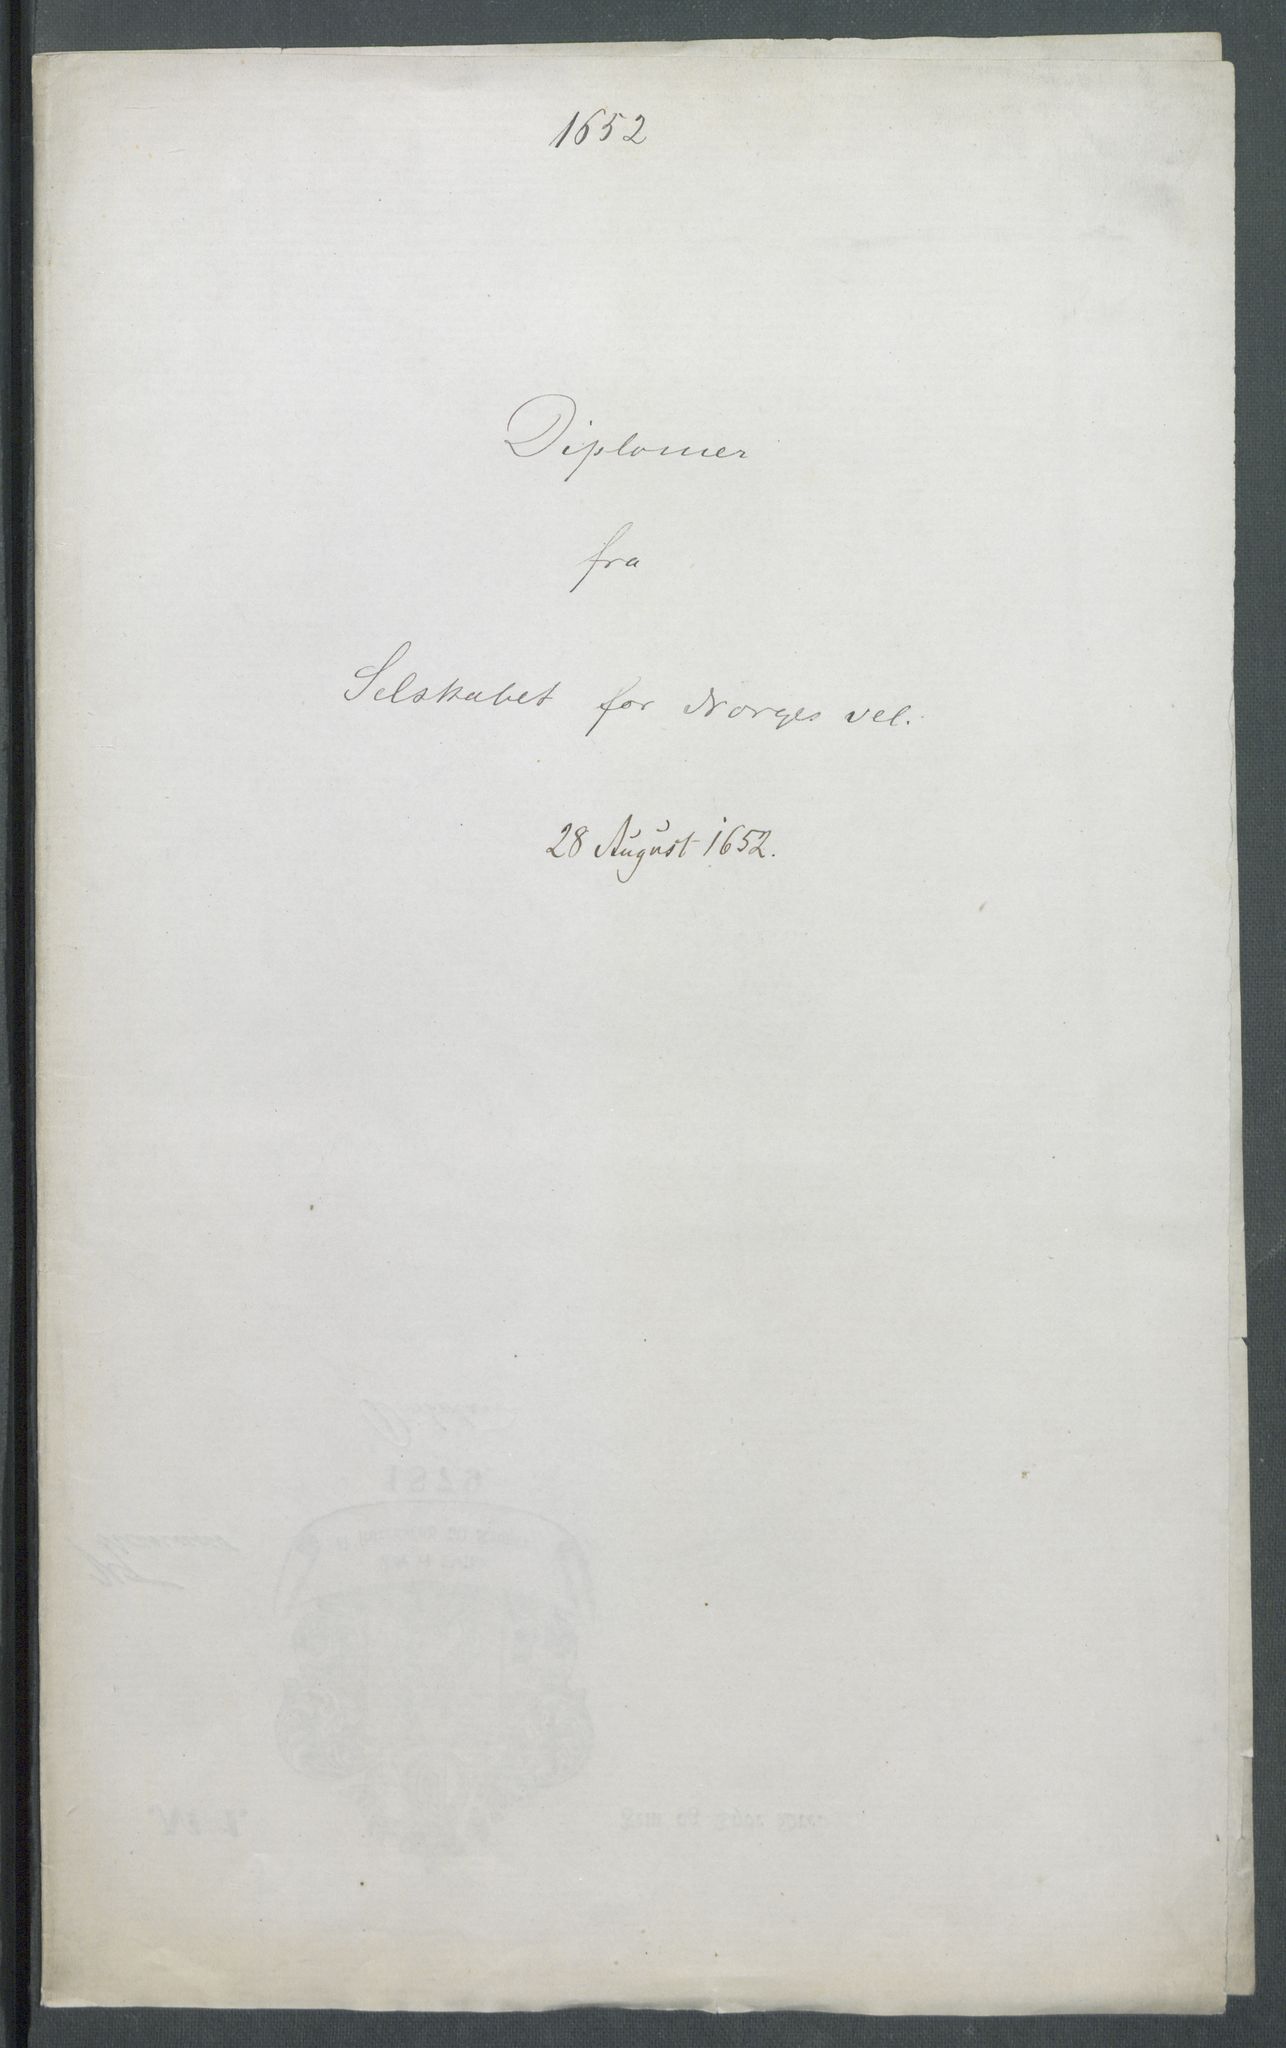 1652
Diplomer
fra
Selskabet for Norges vel.
28 August 1652.